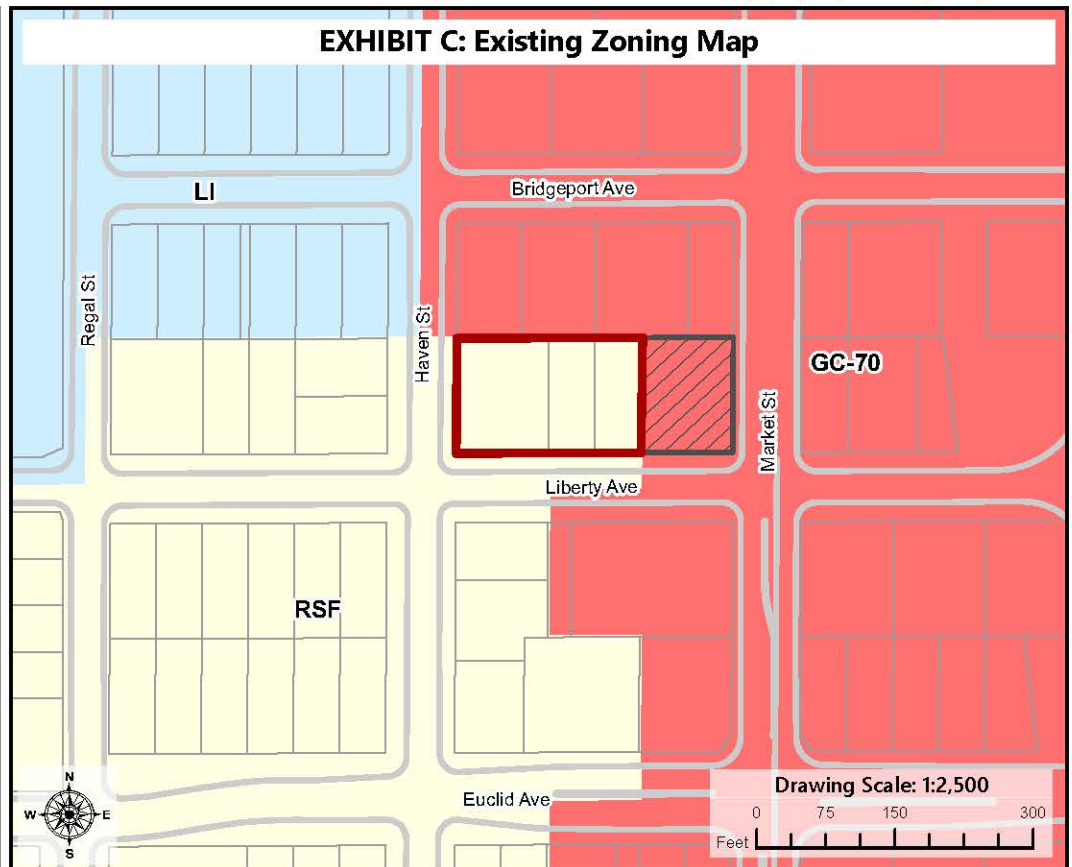 EXHIBIT C: Existing Zoning Map
LI
Bridgeport Ave
Regal St
Haven St
GC-70
Market St
Liberty Ave
RSF
Euclid Ave
N
W E
S
Drawing Scale: 1:2,500
0 75 150 300
Feet